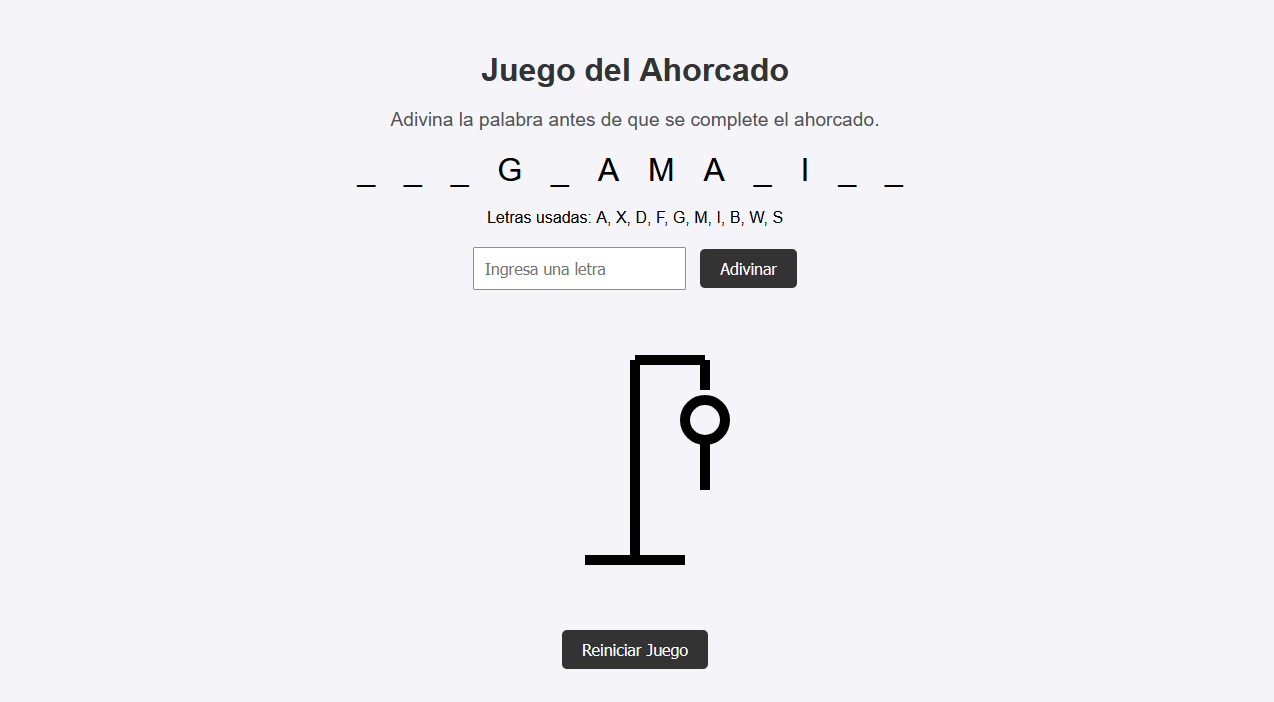 Juego del Ahorcado
Adivina la palabra antes de que se complete el ahorcado.
_ _ _ G _ A M A _ I _ _
Letras usadas: A, X, D, F, G, M, I, B, W, S
Ingresa una letra Adivinar
Reiniciar Juego